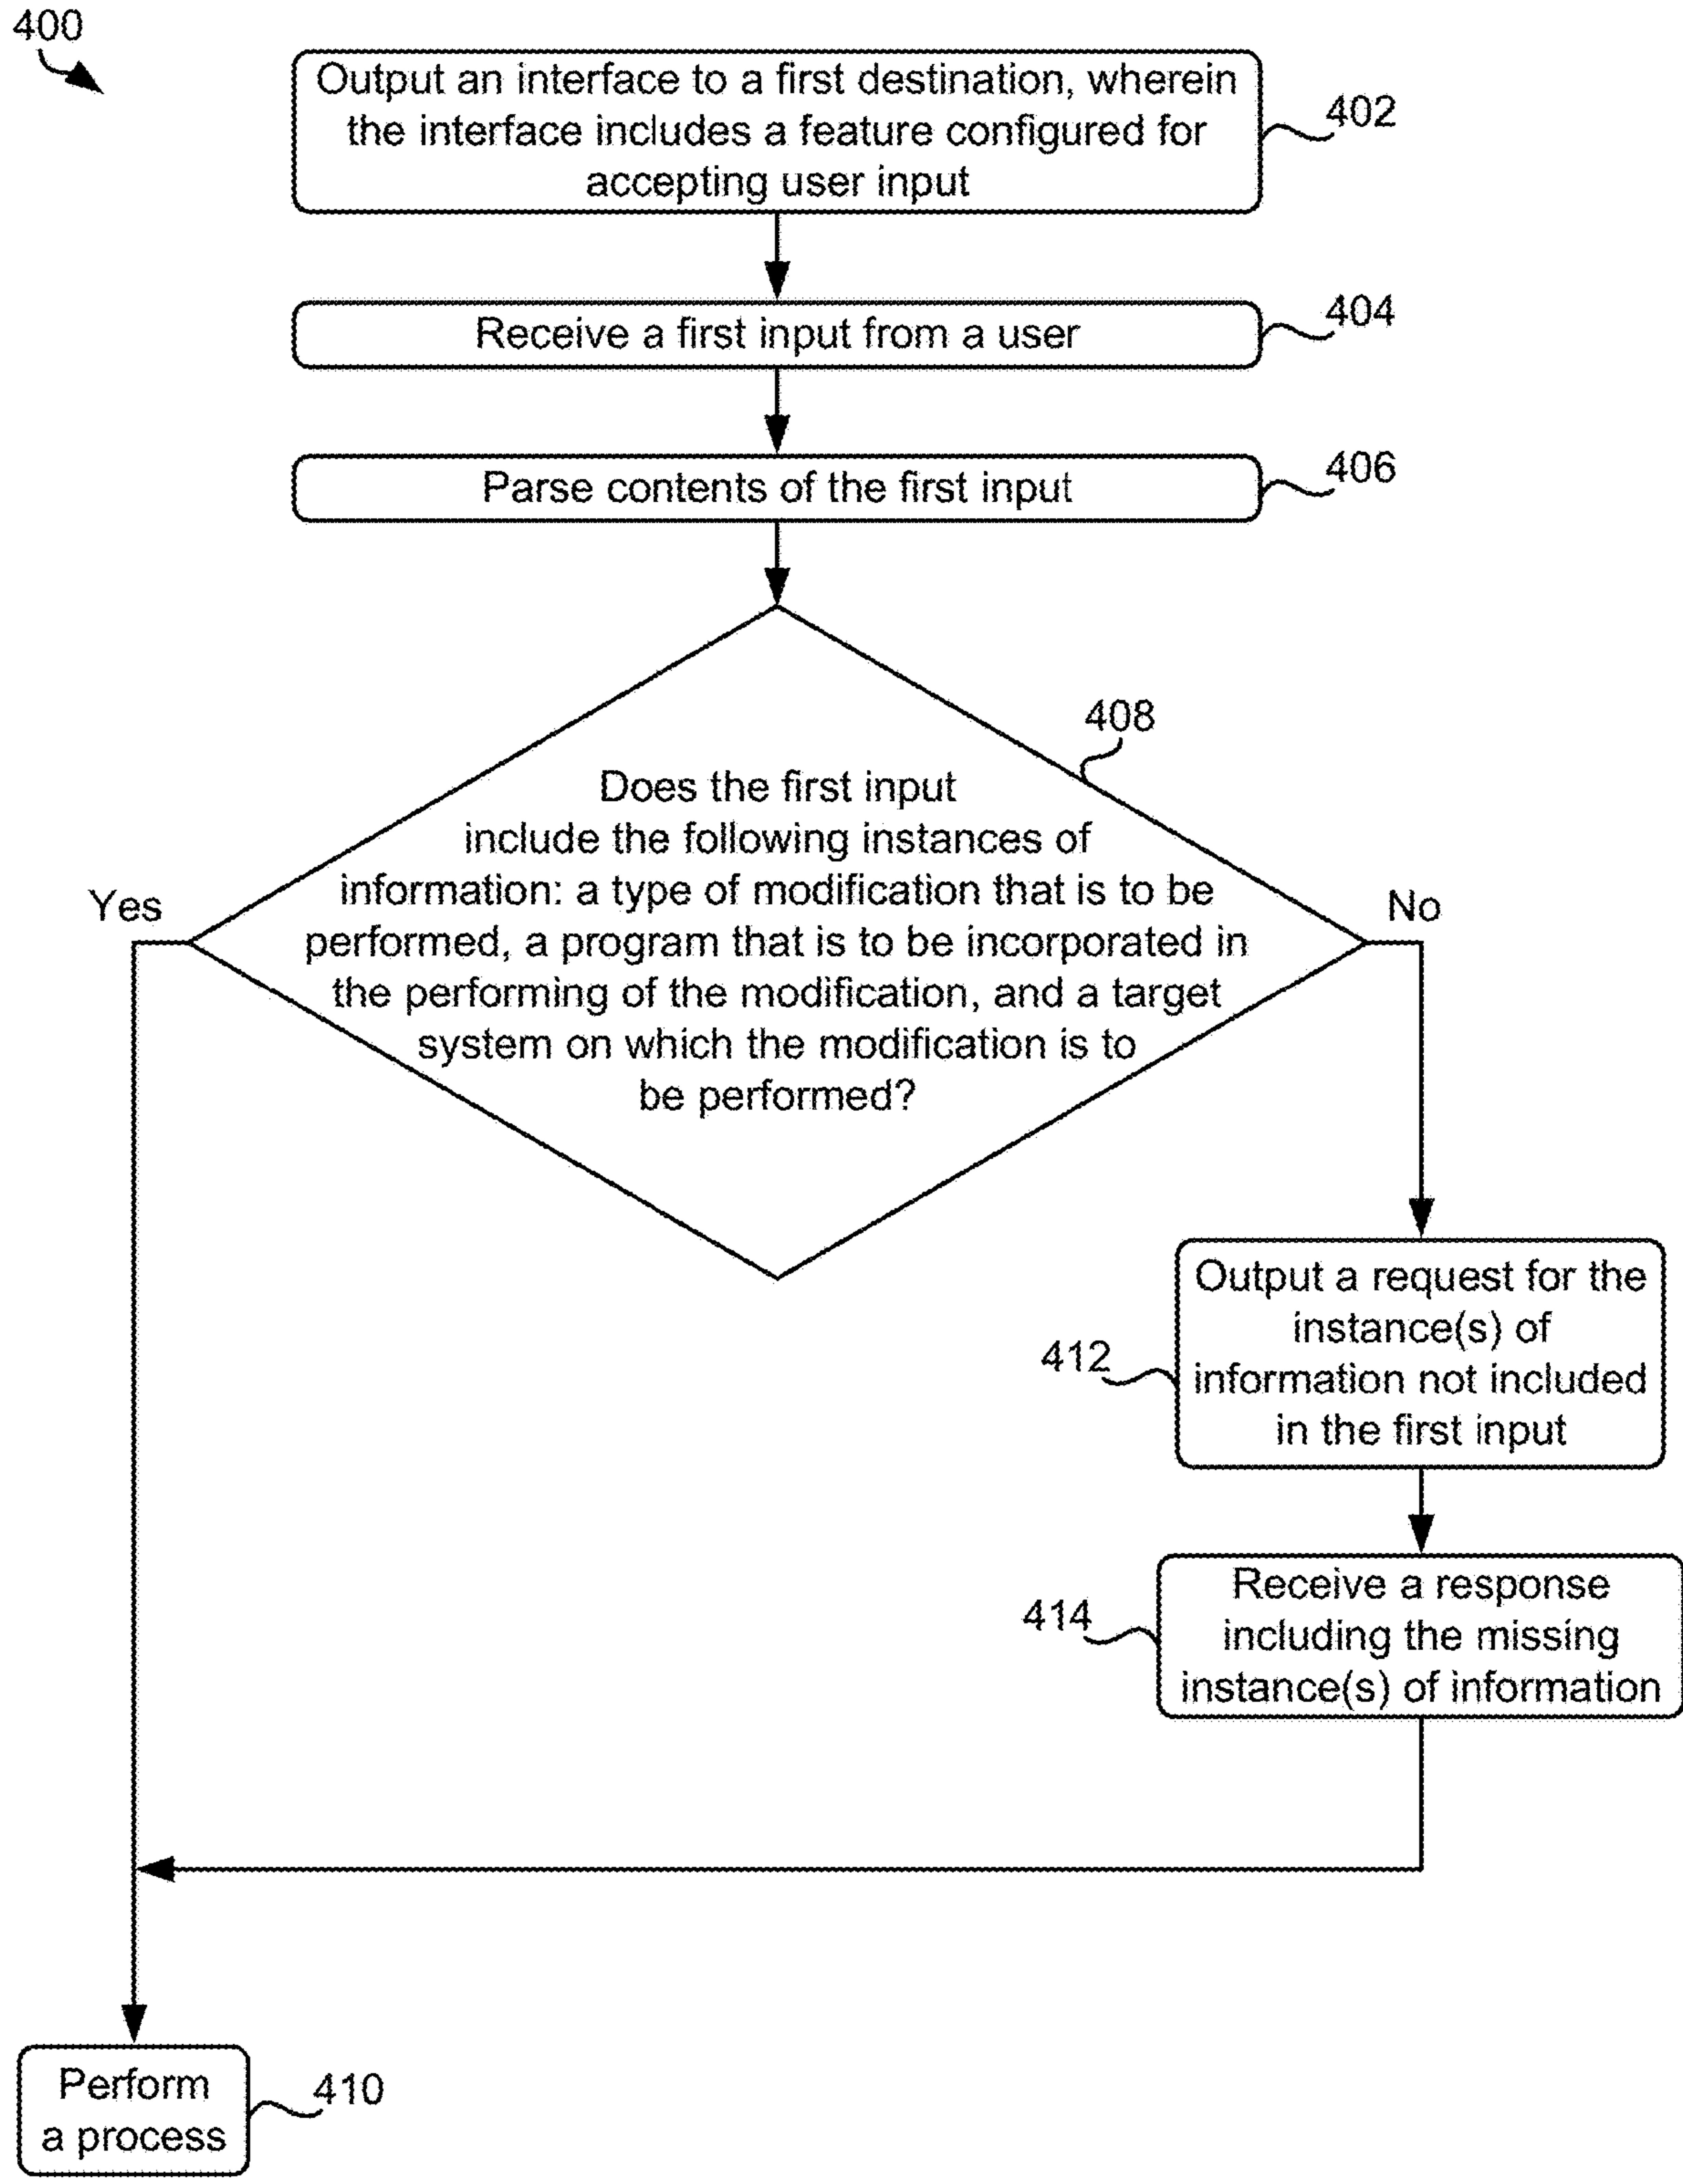 400
Output an interface to a first destination, wherein
the interface includes a feature configured for
accepting user input
402
Receive a first input from a user
404
Parse contents of the first input
406
408
Does the first input
include the following instances of
information: a type of modification that is to be
performed, a program that is to be incorporated in
the performing of the modification, and a target
system on which the modification is to
be performed?
Yes
No
Output a request for the
instance(s) of
information not included
in the first input
412
Receive a response
including the missing
instance(s) of information
414
Perform
a process
410